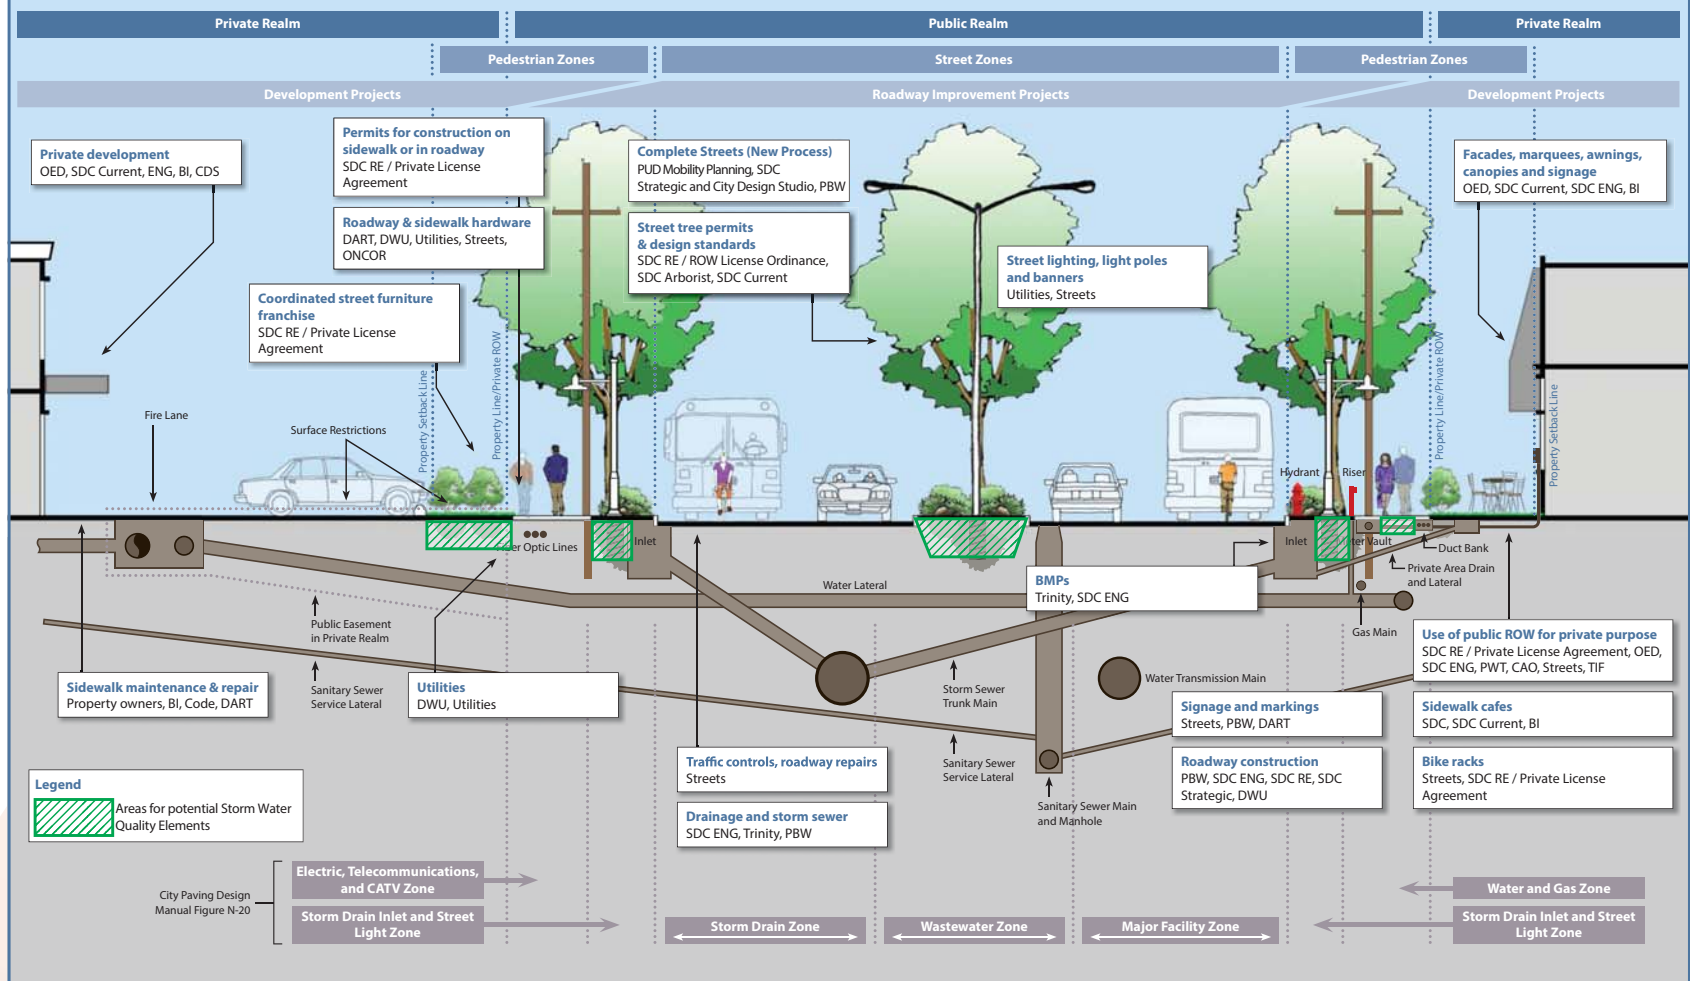 Private Realm
Public Realm
Private Realm
Pedestrian Zones
Street Zones
Pedestrian Zones
Development Projects
Roadway Improvement Projects
Development Projects
Private development
OED, SDC Current, ENG, BI, CDS
Permits for construction on
sidewalk or in roadway
SDC RE / Private License
Agreement
Roadway & sidewalk hardware
DART, DWU, Utilities, Streets,
ONCOR
Coordinated street furniture
franchise
SDC RE / Private License
Agreement
Complete Streets (New Process)
PUD Mobility Planning, SDC
Strategic and City Design Studio, PBW
Street tree permits
& design standards
SDC RE / ROW License Ordinance,
SDC Arborist, SDC Current
Street lighting, light poles
and banners
Utilities, Streets
Facades, marquees, awnings,
canopies and signage
OED, SDC Current, SDC ENG, BI
Fire Lane
Surface Restrictions
Property Setback Line
Property Line/Private ROW
Hydrant
Riser
Property Line/Private ROW
Property Setback Line
Fiber Optic Lines
Inlet
Inlet
Meter Vault
Duct Bank
Private Area Drain
and Lateral
Water Lateral
BMPs
Trinity, SDC ENG
Gas Main
Public Easement
in Private Realm
Sanitary Sewer
Service Lateral
Sidewalk maintenance & repair
Property owners, BI, Code, DART
Utilities
DWU, Utilities
Storm Sewer
Trunk Main
Water Transmission Main
Sanitary Sewer
Service Lateral
Sanitary Sewer Main
and Manhole
Use of public ROW for private purpose
SDC RE / Private License Agreement, OED,
SDC ENG, PWT, CAO, Streets, TIF
Signage and markings
Streets, PBW, DART
Sidewalk cafes
SDC, SDC Current, BI
Traffic controls, roadway repairs
Streets
Roadway construction
PBW, SDC ENG, SDC RE, SDC
Strategic, DWU
Bike racks
Streets, SDC RE / Private License
Agreement
Drainage and storm sewer
SDC ENG, Trinity, PBW
Legend
Areas for potential Storm Water
Quality Elements
City Paving Design
Manual Figure N-20
Electric, Telecommunications,
and CATV Zone
Storm Drain Inlet and Street
Light Zone
Storm Drain Zone
Wastewater Zone
Major Facility Zone
Water and Gas Zone
Storm Drain Inlet and Street
Light Zone